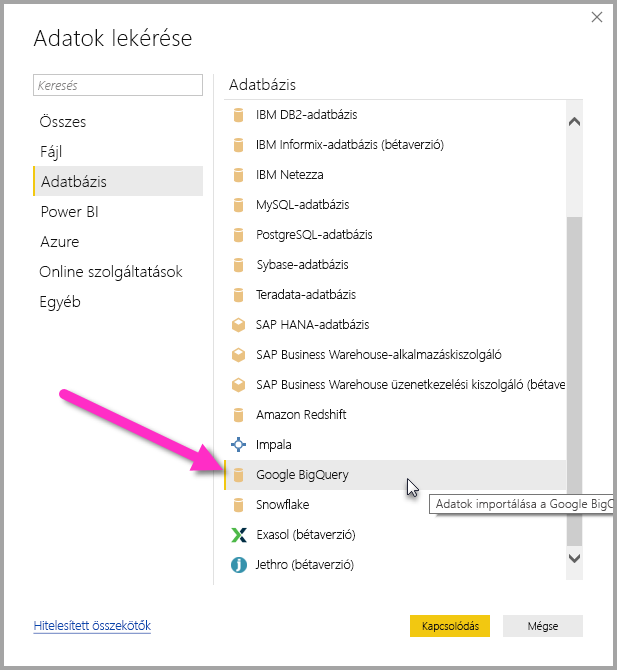 Adatok lekérése
Keresés
Összes
Fájl
Adatbázis
Power BI
Azure
Online szolgáltatások
Egyéb
Adatbázis
IBM DB2-adatbázis
IBM Informix-adatbázis (bétaverzió)
IBM Netezza
MySQL-adatbázis
PostgreSQL-adatbázis
Sybase-adatbázis
Teradata-adatbázis
SAP HANA-adatbázis
SAP Business Warehouse-alkalmazáskiszolgáló
SAP Business Warehouse üzenetkezelési kiszolgáló (bétave
Amazon Redshift
Impala
Google BigQuery
Adatok importálása a Google BigQ
Snowflake
Exasol (bétaverzió)
Jethro (bétaverzió)
Hitelesített összekötők
Kapcsolódás
Mégse